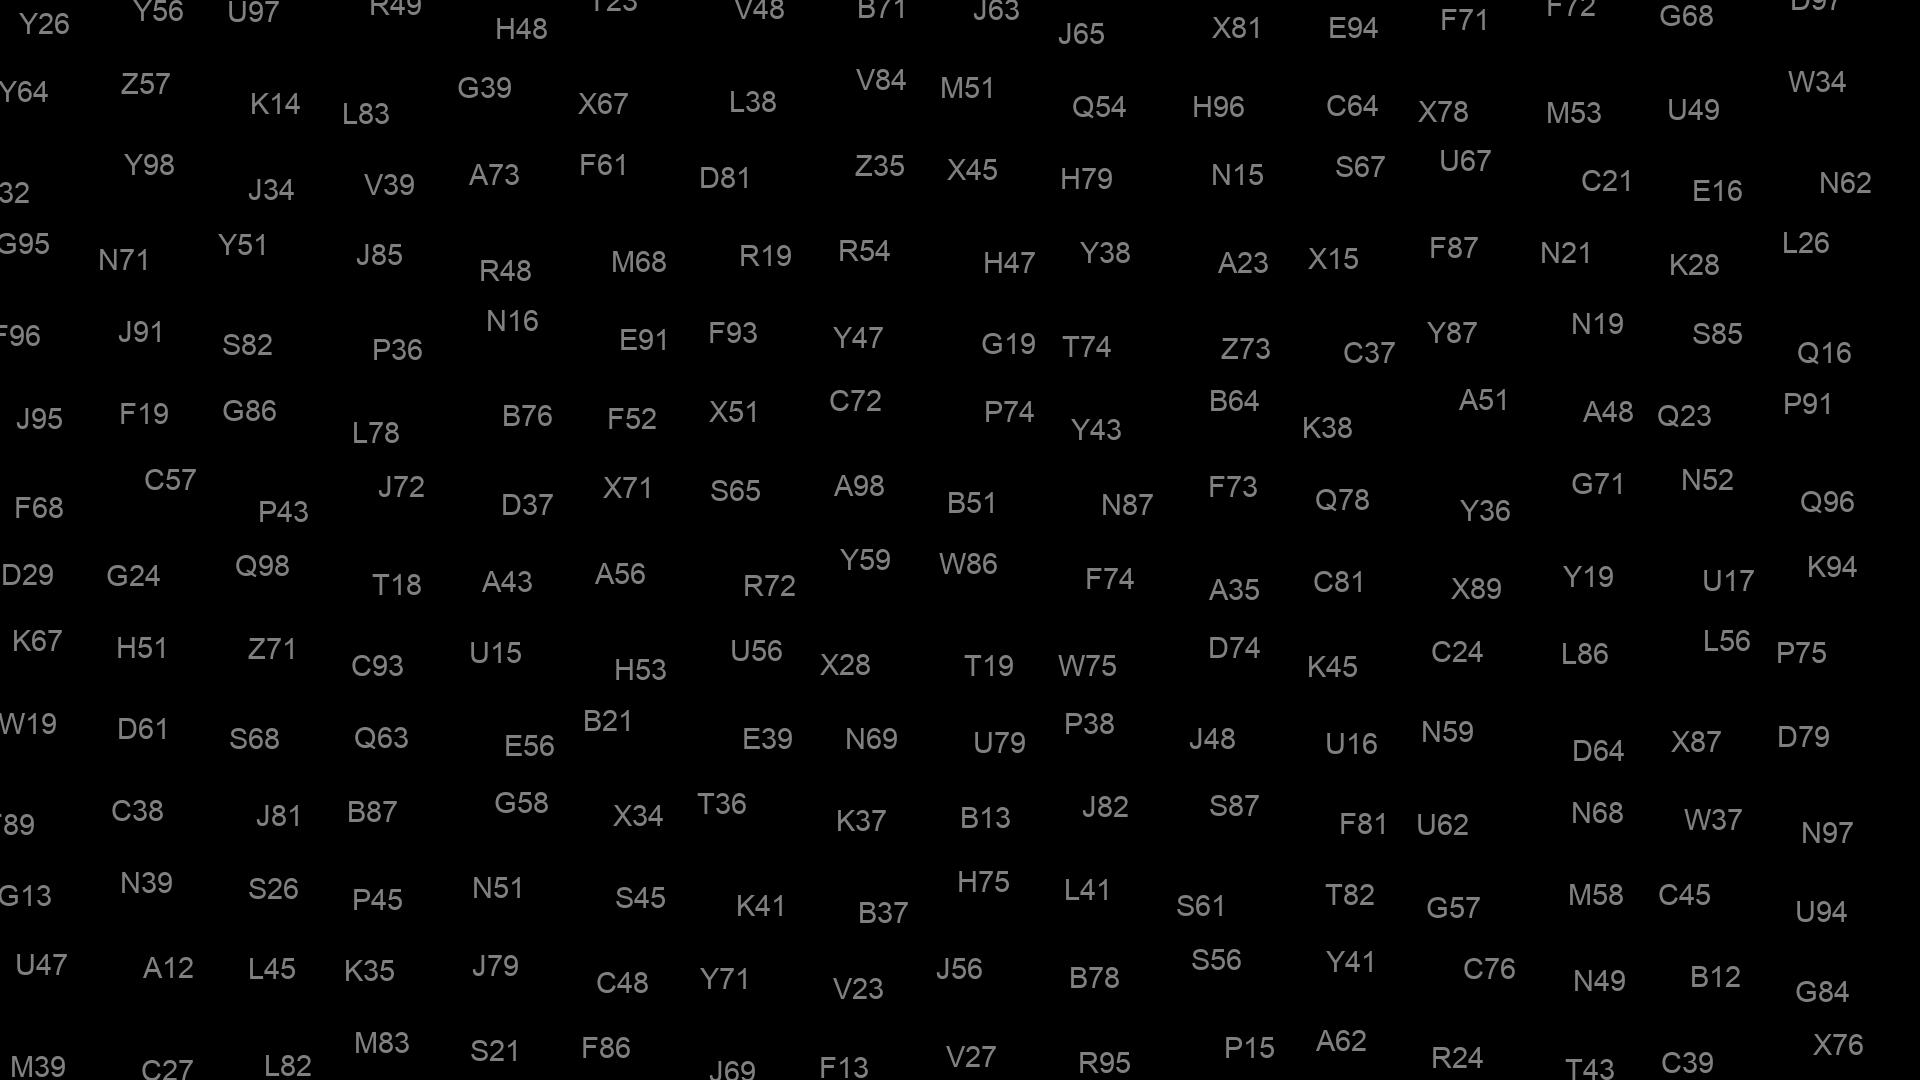 Y26 Y56 U97 R49 H48 T23 V48 B71 J63 J65 X81 E94 F71 F72 G68 D97
Y64 Z57 K14 L83 G39 X67 L38 V84 M51 Q54 H96 C64 X78 M53 U49 W34
32 Y98 J34 V39 A73 F61 D81 Z35 X45 H79 N15 S67 U67 C21 E16 N62
G95 N71 Y51 J85 R48 M68 R19 R54 H47 Y38 A23 X15 F87 N21 K28 L26
F96 J91 S82 P36 N16 E91 F93 Y47 G19 T74 Z73 C37 Y87 N19 S85 Q16
J95 F19 G86 L78 B76 F52 X51 C72 P74 Y43 B64 K38 A51 A48 Q23 P91
F68 C57 P43 J72 D37 X71 S65 A98 B51 N87 F73 Q78 Y36 G71 N52 Q96
D29 G24 Q98 T18 A43 A56 R72 Y59 W86 F74 A35 C81 X89 Y19 U17 K94
K67 H51 Z71 C93 U15 H53 U56 X28 T19 W75 D74 K45 C24 L86 L56 P75
W19 D61 S68 Q63 E56 B21 E39 N69 U79 P38 J48 U16 N59 D64 X87 D79
89 C38 J81 B87 G58 X34 T36 K37 B13 J82 S87 F81 U62 N68 W37 N97
G13 N39 S26 P45 N51 S45 K41 B37 H75 L41 S61 T82 G57 M58 C45 U94
U47 A12 L45 K35 J79 C48 Y71 V23 J56 B78 S56 Y41 C76 N49 B12 G84
M39 C27 L82 M83 S21 F86 J69 F13 V27 R95 P15 A62 R24 T43 C39 X76